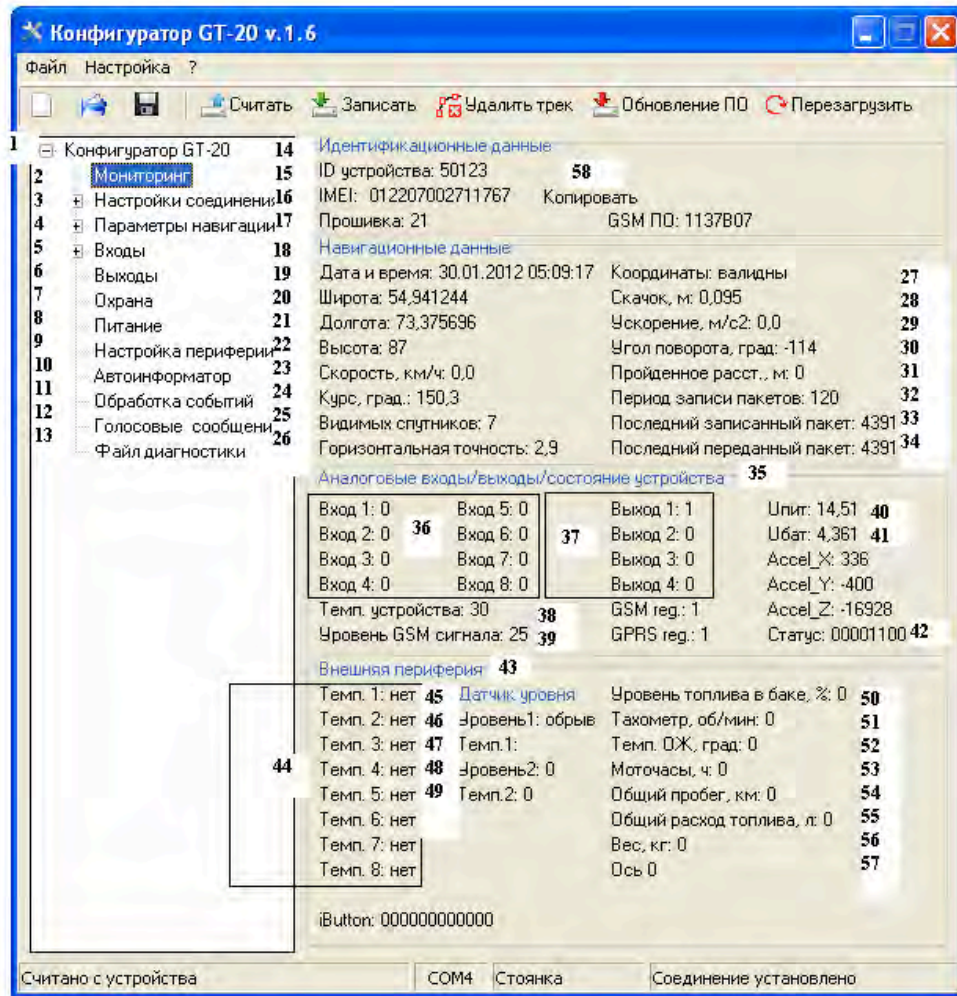 Конфигуратор GT-20 v.1.6
Файл Настройка ?
Считать Записать Удалить трек Обновление ПО Перезагрузить
1 Конфигуратор GT-20 14
2 Мониторинг 15
3 Настройки соединени 16
4 Параметры навигации 17
5 Входы 18
6 Выходы 19
7 Охрана 20
8 Питание 21
9 Настройка периферии 22
10 Автоинформатор 23
11 Обработка событий 24
12 Голосовые сообщени 25
13 Файл диагностики 26
Идентификационные данные
ID устройства: 50123 58
IMEI: 012207002711767 Копировать
Прошивка: 21 GSM ПО: 1137B07
Навигационные данные
Дата и время: 30.01.2012 05:09:17 Координаты: валидны 27
Широта: 54,941244 Скачок, м: 0,095 28
Долгота: 73,375696 Ускорение, м/с2: 0,0 29
Высота: 87 Угол поворота, град: -114 30
Скорость, км/ч: 0,0 Пройденное расст., м: 0 31
Курс, град.: 150,3 Период записи пакетов: 120 32
Видимых спутников: 7 Последний записанный пакет: 4391 33
Горизонтальная точность: 2,9 Последний переданный пакет: 4391 34
Аналоговые входы/выходы/состояние устройства 35
Вход 1: 0 Вход 5: 0 Выход 1: 1 Uпит: 14,51 40
Вход 2: 0 36 Вход 6: 0 37 Выход 2: 0 Uбат: 4,361 41
Вход 3: 0 Вход 7: 0 Выход 3: 0 Accel_X: 336
Вход 4: 0 Вход 8: 0 Выход 4: 0 Accel_Y: -400
Темп. устройства: 30 38 GSM reg.: 1 Accel_Z: -16928
Уровень GSM сигнала: 25 39 GPRS reg.: 1 Статус: 00001100 42
Внешняя периферия 43
Темп. 1: нет 45 Датчик уровня Уровень топлива в баке, %: 0 50
Темп. 2: нет 46 Уровень1: обрыв Тахометр, об/мин: 0 51
Темп. 3: нет 47 Темп.1: Темп. ОЖ, град: 0 52
44 Темп. 4: нет 48 Уровень2: 0 Моточасы, ч: 0 53
Темп. 5: нет 49 Темп.2: 0 Общий пробег, км: 0 54
Темп. 6: нет Общий расход топлива, л: 0 55
Темп. 7: нет Вес, кг: 0 56
Темп. 8: нет Ось 0 57
iButton: 000000000000
Считано с устройства COM4 Стоянка Соединение установлено